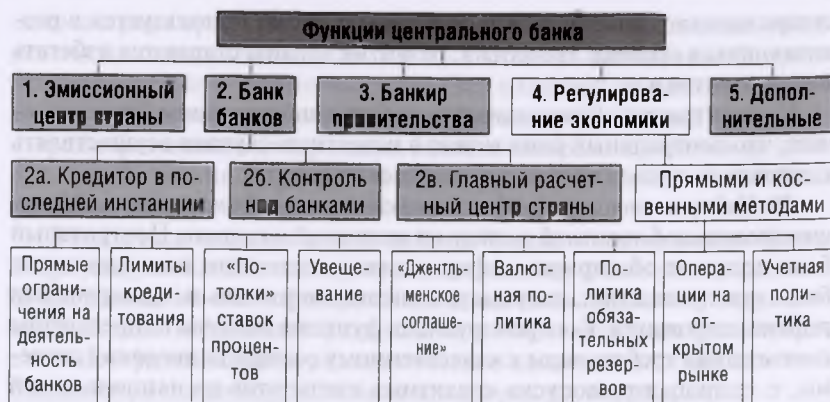 Функции центрального банка
1. Эмиссионный
центр страны
2. Банк
банков
3. Банкир
правительства
4. Регулирова-
ние экономики
5. Допол-
нительные
2а. Кредитор в по-
следней инстанции
2б Контроль
над банками
2в. Главный расчет-
ный центр страны
Прямыми и кос-
венными методами
Прямые
ограни-
чения на
деятель-
ность
банков
Лимиты
креди-
тования
«По-
толки»
ставок
процен-
тов
Увеще-
вание
«Джентль-
менское
соглаше-
ние»
Валют-
ная по-
литика
По-
литика
обяза-
тельных
резер-
вов
Опера-
ции на
открытом
рынке
Учетная
поли-
тика